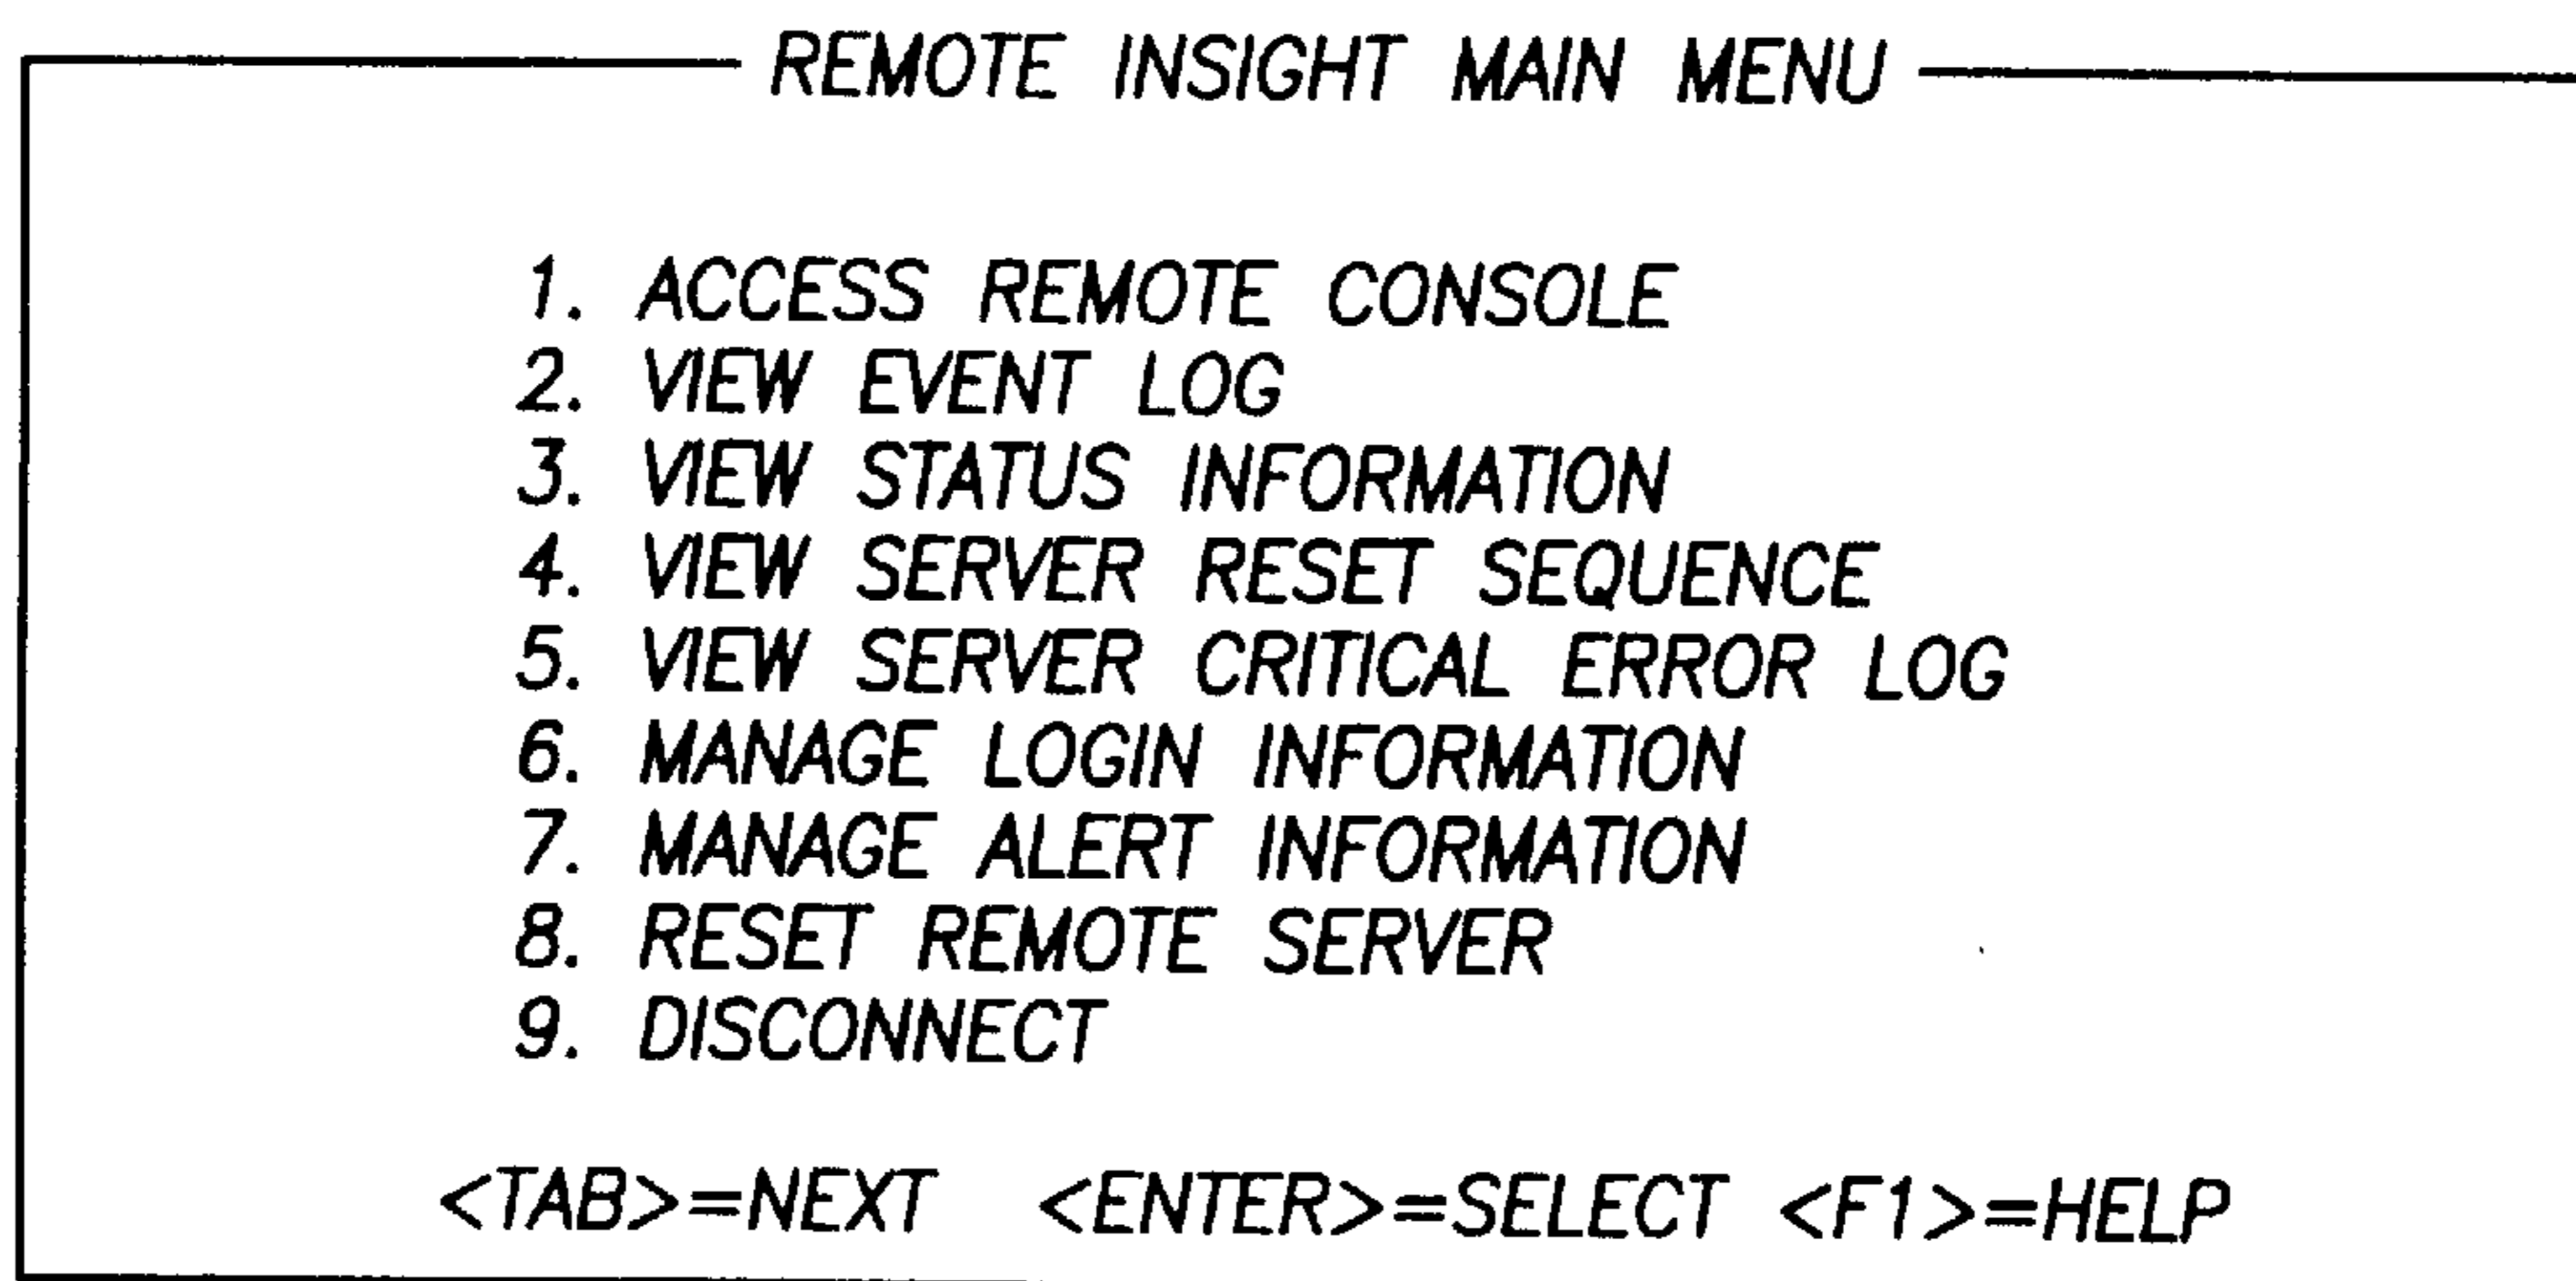 REMOTE INSIGHT MAIN MENU
1. ACCESS REMOTE CONSOLE
2. VIEW EVENT LOG
3. VIEW STATUS INFORMATION
4. VIEW SERVER RESET SEQUENCE
5. VIEW SERVER CRITICAL ERROR LOG
6. MANAGE LOGIN INFORMATION
7. MANAGE ALERT INFORMATION
8. RESET REMOTE SERVER
9. DISCONNECT
<TAB>=NEXT <ENTER>=SELECT <F1>=HELP